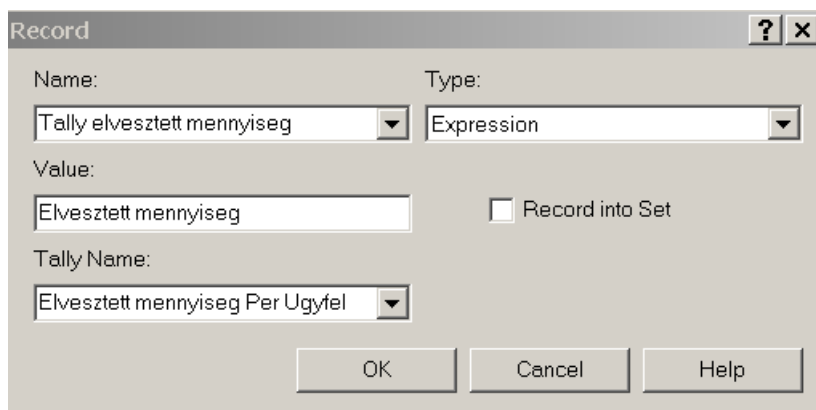 Record
Name: Type:
Tally elvesztett mennyiseg Expression
Value:
Elvesztett mennyiseg Record into Set
Tally Name:
Elvesztett mennyiseg Per Ugyfel
OK Cancel Help